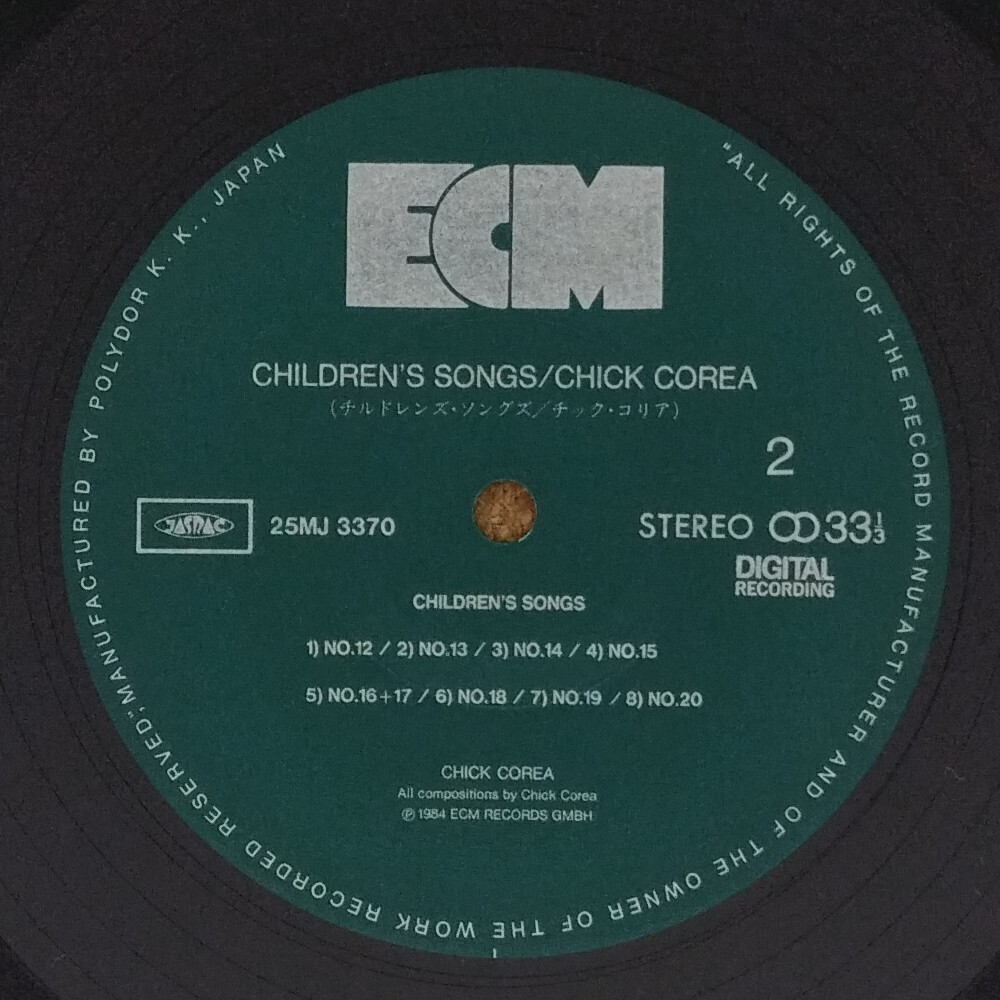 ECM
CHILDREN'S SONGS/CHICK COREA
(チルドレンズ・ソングズ/チック・コリア)
2
JASRAC
25MJ 3370
STEREO 33 1/3
DIGITAL
RECORDING
CHILDREN'S SONGS
1) NO.12 / 2) NO.13 / 3) NO.14 / 4) NO.15
5) NO.16+17 / 6) NO.18 / 7) NO.19 / 8) NO.20
CHICK COREA
All compositions by Chick Corea
℗ 1984 ECM RECORDS GMBH
"ALL RIGHTS OF THE RECORD MANUFACTURER AND OF THE OWNER OF THE WORK RECORDED RESERVED," MANUFACTURED BY POLYDOR K. K., JAPAN